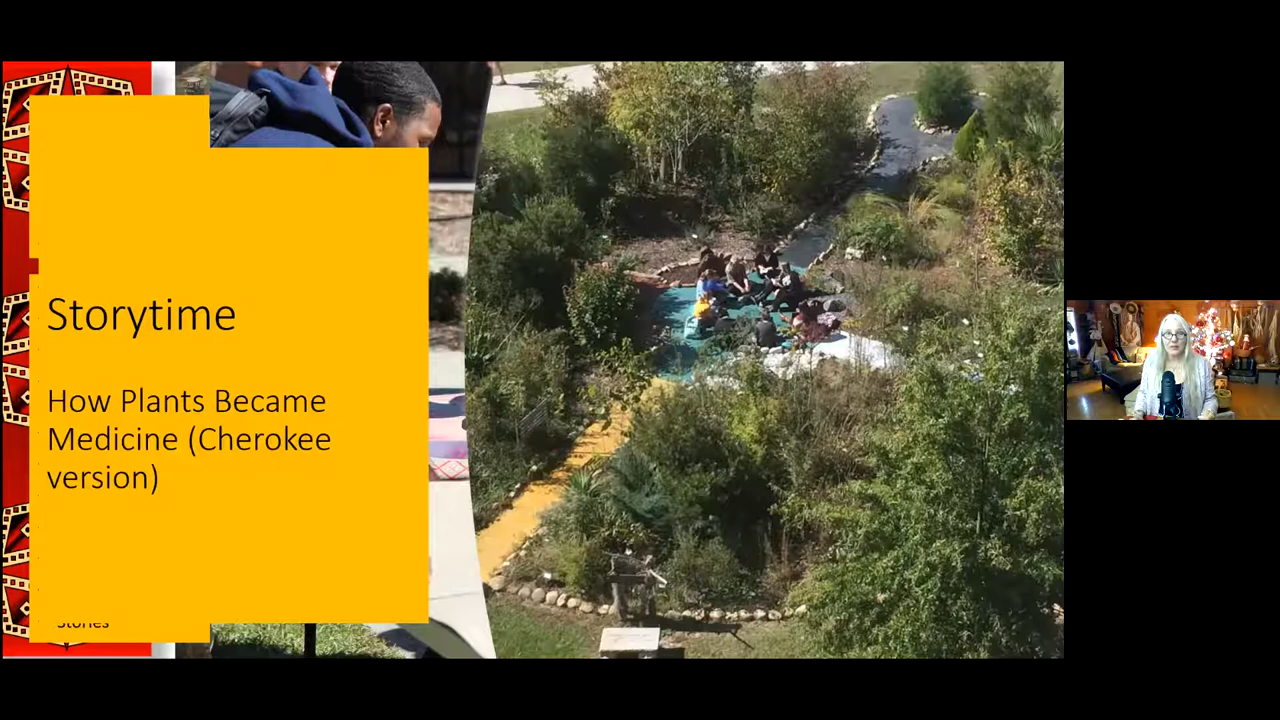 Storytime
How Plants Became
Medicine (Cherokee
version)
Stories